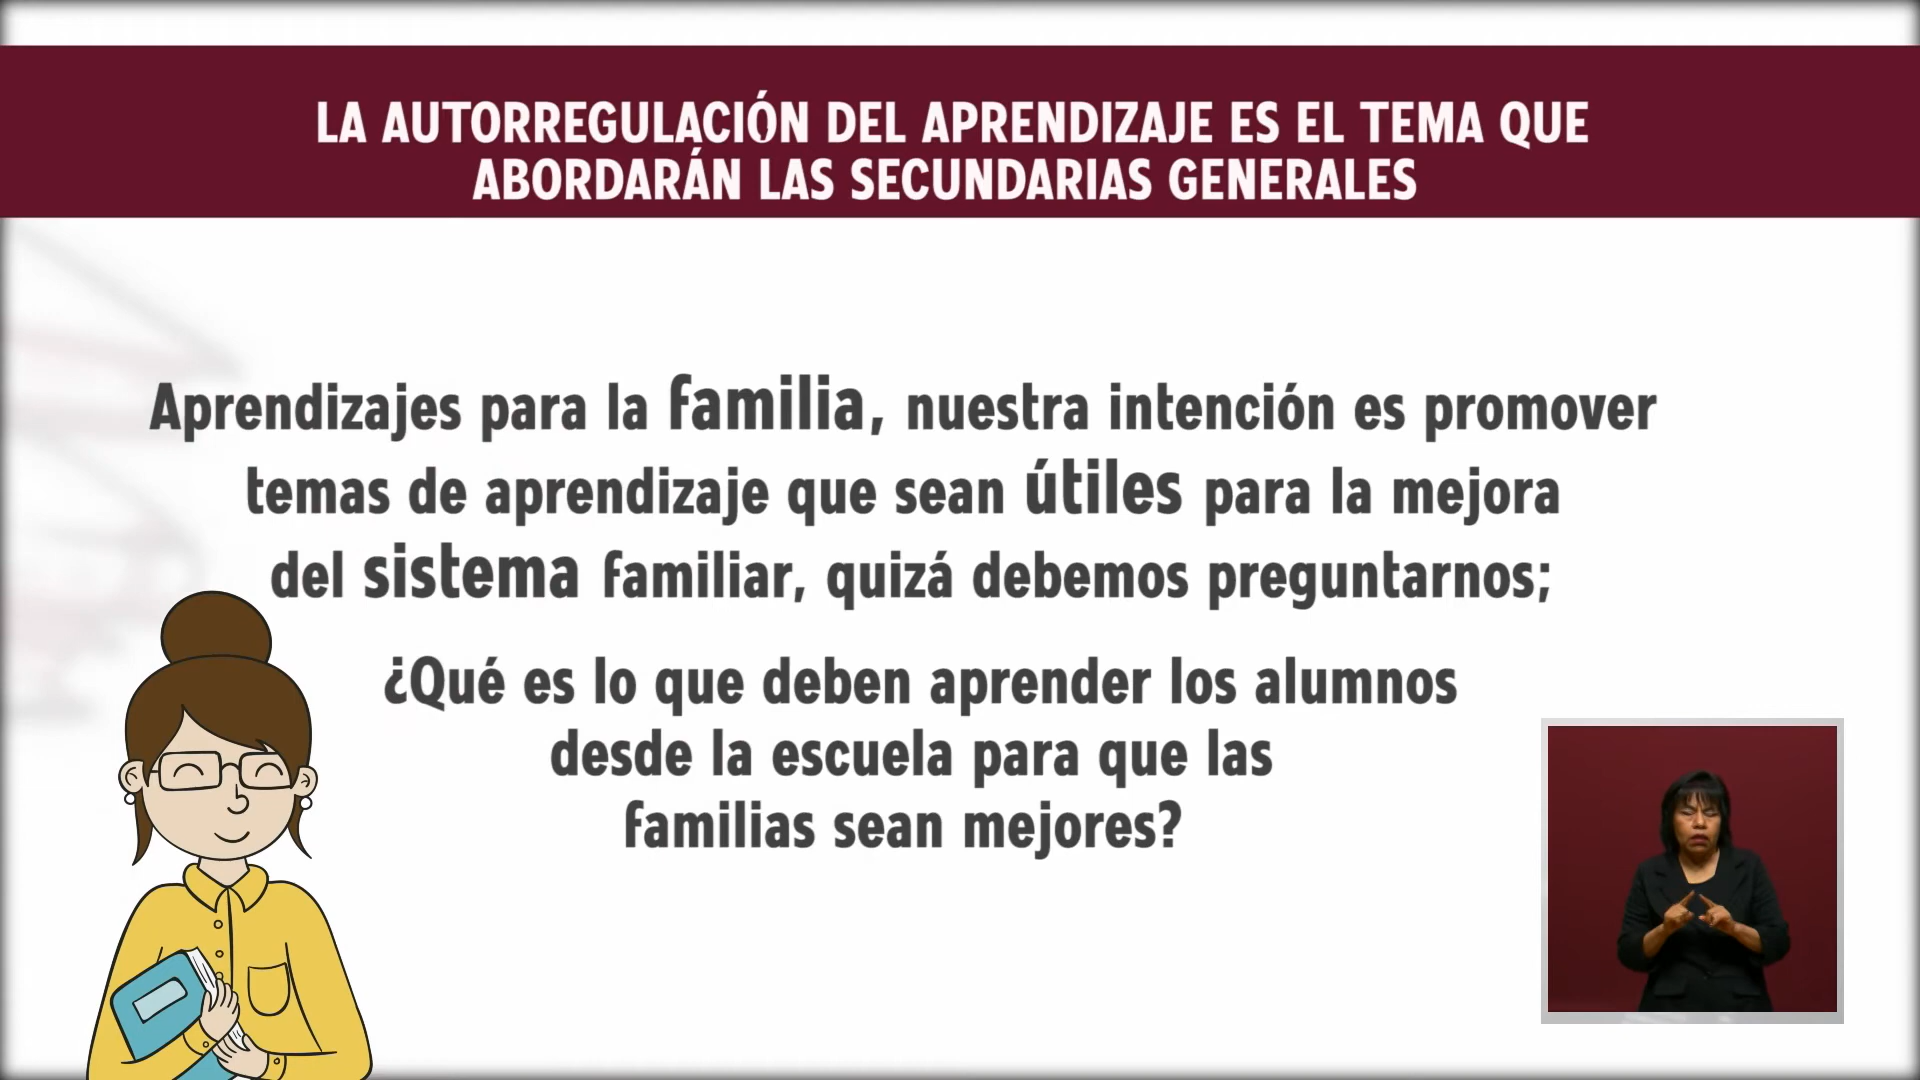 LA AUTORREGULACIÓN DEL APRENDIZAJE ES EL TEMA QUE
ABORDARÁN LAS SECUNDARIAS GENERALES
Aprendizajes para la familia, nuestra intención es promover
temas de aprendizaje que sean útiles para la mejora
del sistema familiar, quizá debemos preguntarnos;
¿Qué es lo que deben aprender los alumnos
desde la escuela para que las
familias sean mejores?